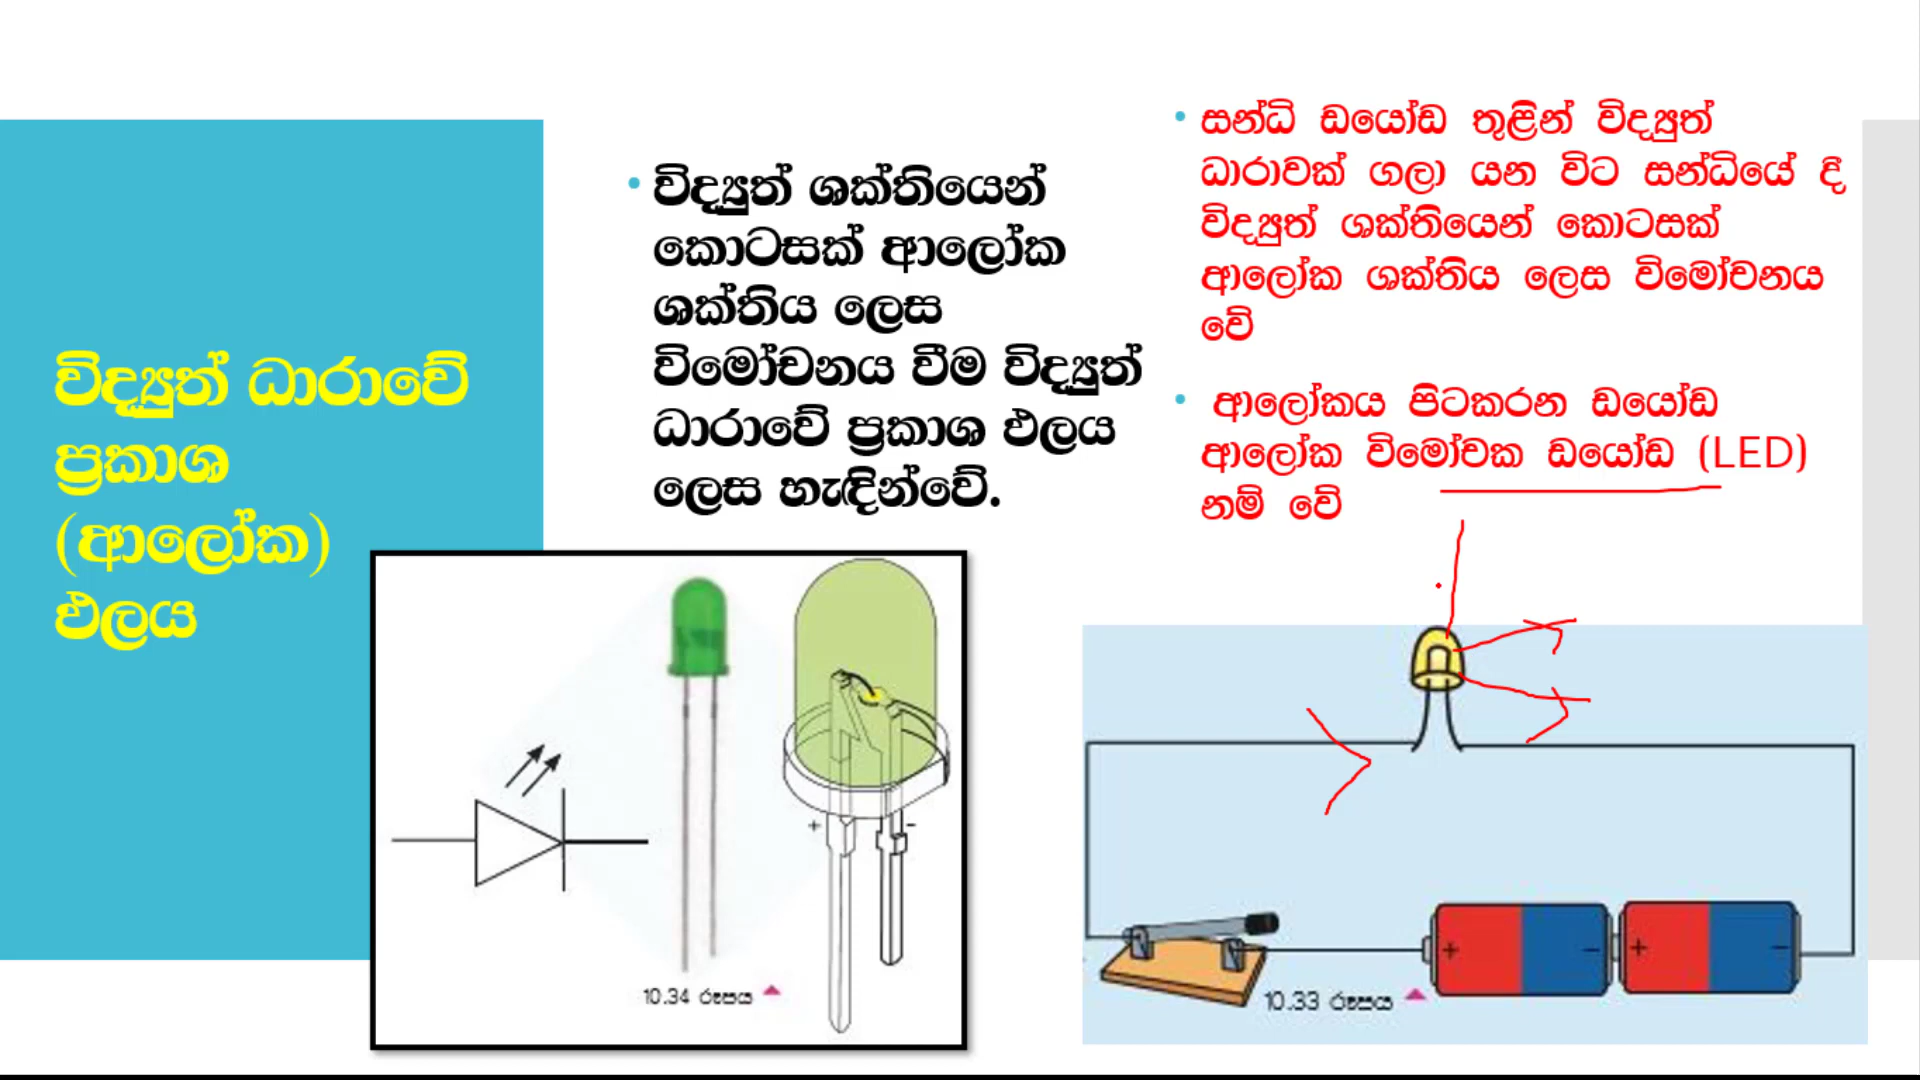 විද්‍යුත් ධාරාවේ
ප්‍රකාශ
(ආලෝක)
ඵලය
• විද්‍යුත් ශක්තියෙන්
කොටසක් ආලෝක
ශක්තිය ලෙස
විමෝචනය වීම විද්‍යුත්
ධාරාවේ ප්‍රකාශ ඵලය
ලෙස හැඳින්වේ.
• සන්ධි ඩයෝඩ තුළින් විද්‍යුත්
ධාරාවක් ගලා යන විට සන්ධියේ දී
විද්‍යුත් ශක්තියෙන් කොටසක්
ආලෝක ශක්තිය ලෙස විමෝචනය
වේ
• ආලෝකය පිටකරන ඩයෝඩ
ආලෝක විමෝචක ඩයෝඩ (LED)
නම් වේ
+ -
10.34 රූපය
+ - + -
10.33 රූපය